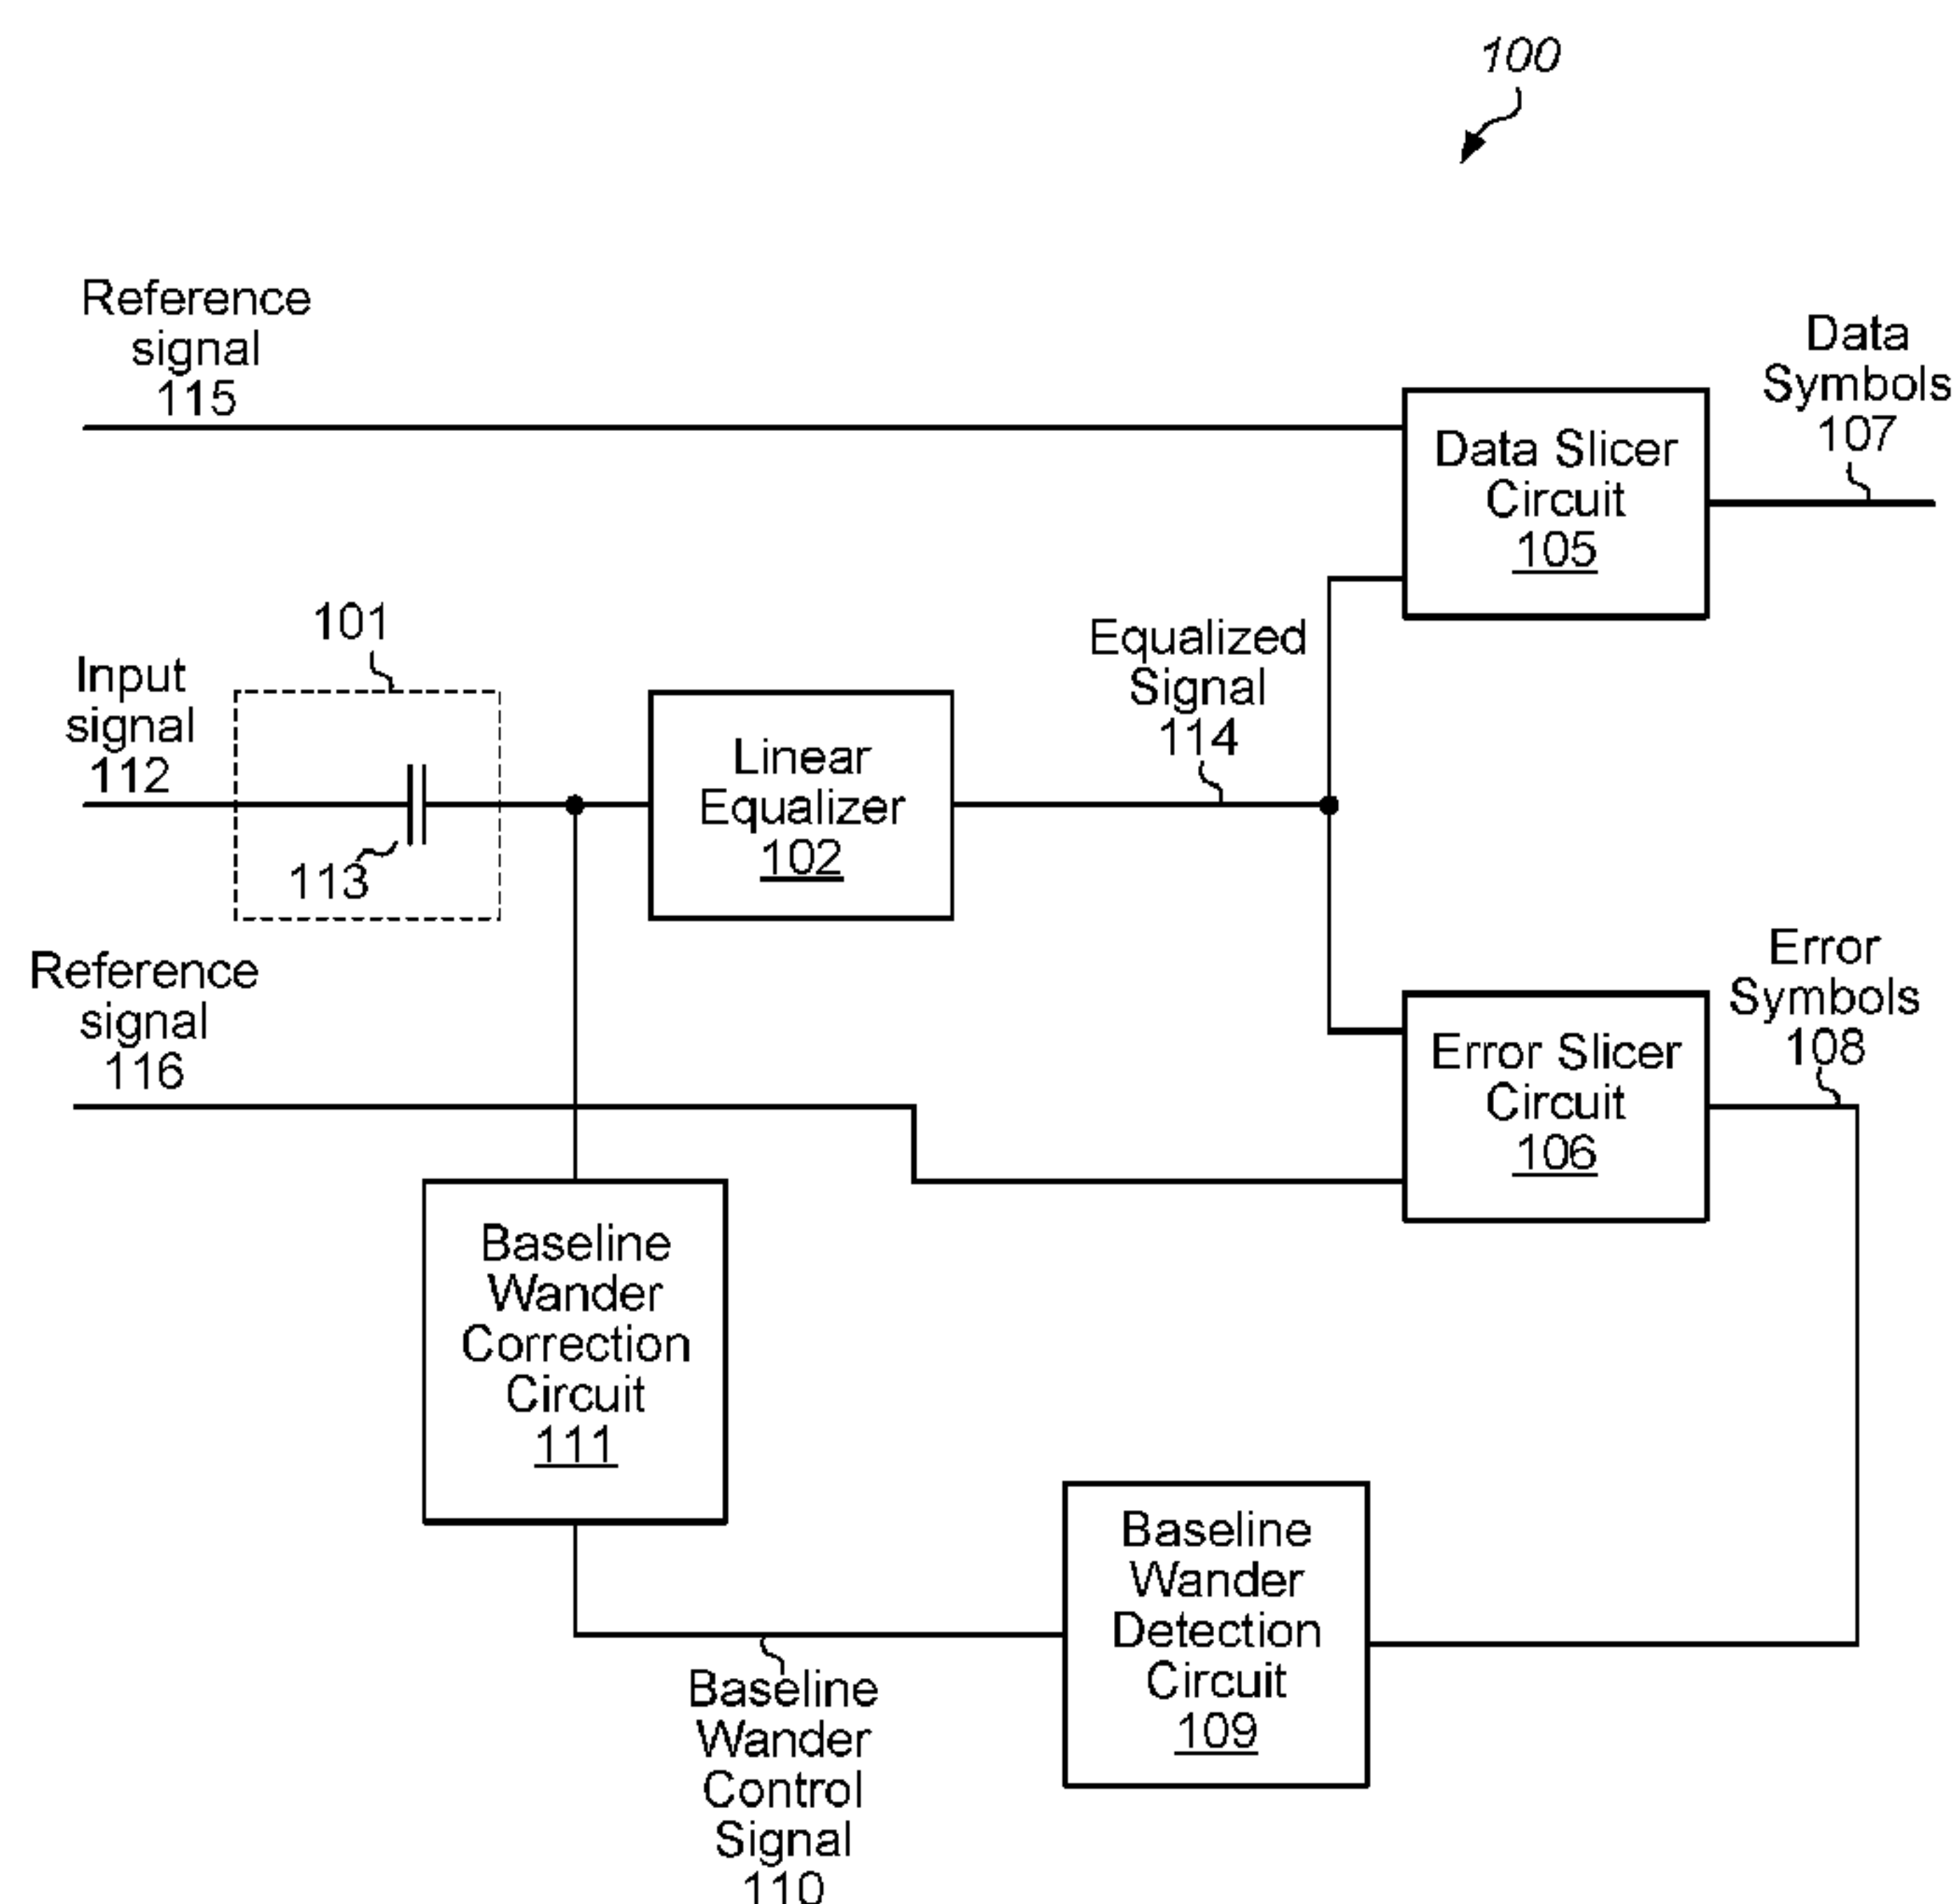 100
Reference
signal
115
Data
Symbols
107
Data Slicer
Circuit
105
101
Input
signal
112
113
Linear
Equalizer
102
Equalized
Signal
114
Reference
signal
116
Error
Symbols
108
Error Slicer
Circuit
106
Baseline
Wander
Correction
Circuit
111
Baseline
Wander
Detection
Circuit
109
Baseline
Wander
Control
Signal
110